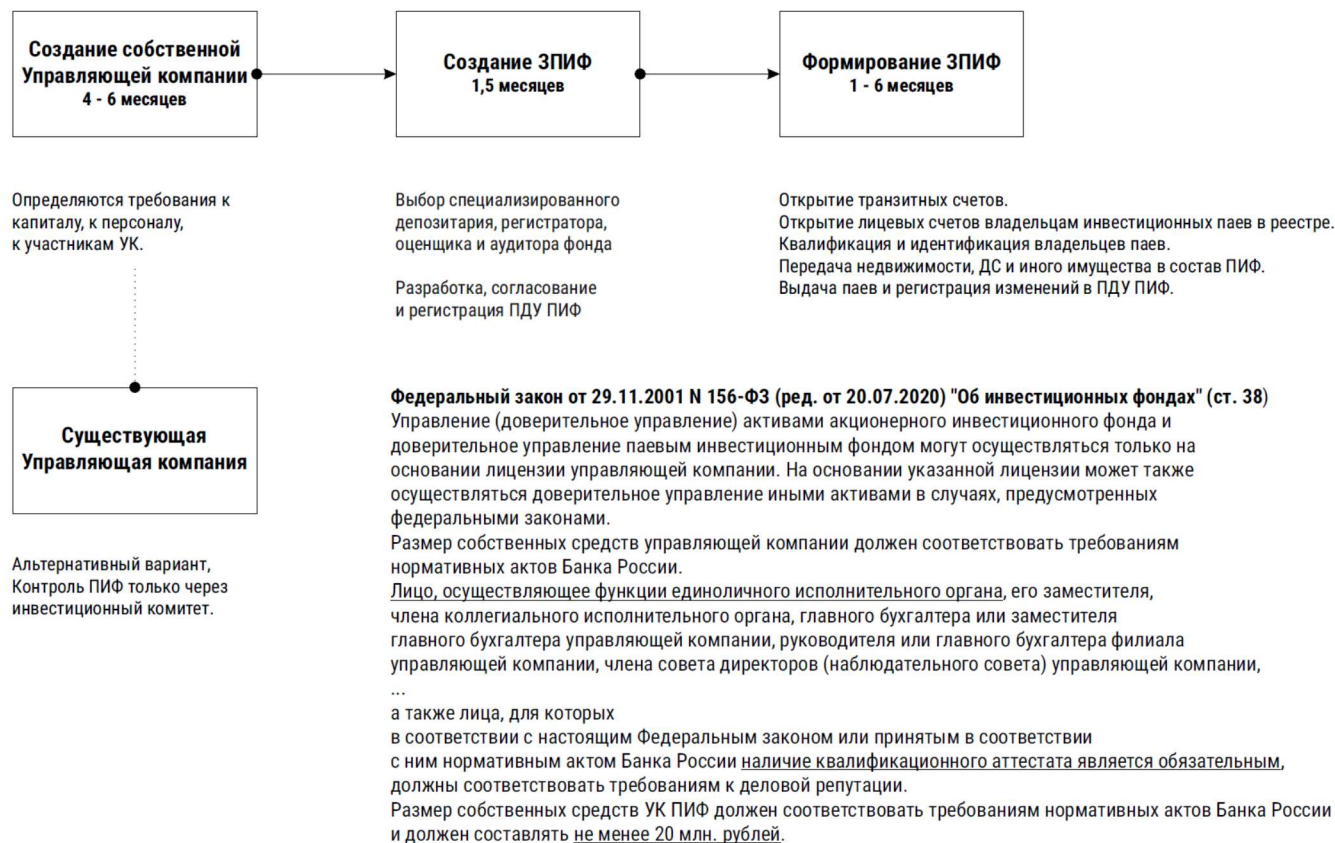 Создание собственной
Управляющей компании
4 - 6 месяцев
Создание ЗПИФ
1,5 месяцев
Формирование ЗПИФ
1 - 6 месяцев
Определяются требования к
капиталу, к персоналу,
к участникам УК.
Выбор специализированного
депозитария, регистратора,
оценщика и аудитора фонда
Разработка, согласование
и регистрация ПДУ ПИФ
Открытие транзитных счетов.
Открытие лицевых счетов владельцам инвестиционных паев в реестре.
Квалификация и идентификация владельцев паев.
Передача недвижимости, ДС и иного имущества в состав ПИФ.
Выдача паев и регистрация изменений в ПДУ ПИФ.
Существующая
Управляющая компания
Альтернативный вариант,
Контроль ПИФ только через
инвестиционный комитет.
Федеральный закон от 29.11.2001 N 156-ФЗ (ред. от 20.07.2020) "Об инвестиционных фондах" (ст. 38)
Управление (доверительное управление) активами акционерного инвестиционного фонда и
доверительное управление паевым инвестиционным фондом могут осуществляться только на
основании лицензии управляющей компании. На основании указанной лицензии может также
осуществляться доверительное управление иными активами в случаях, предусмотренных
федеральными законами.
Размер собственных средств управляющей компании должен соответствовать требованиям
нормативных актов Банка России.
Лицо, осуществляющее функции единоличного исполнительного органа, его заместителя,
члена коллегиального исполнительного органа, главного бухгалтера или заместителя
главного бухгалтера управляющей компании, руководителя или главного бухгалтера филиала
управляющей компании, члена совета директоров (наблюдательного совета) управляющей компании,
...
а также лица, для которых
в соответствии с настоящим Федеральным законом или принятым в соответствии
с ним нормативным актом Банка России наличие квалификационного аттестата является обязательным,
должны соответствовать требованиям к деловой репутации.
Размер собственных средств УК ПИФ должен соответствовать требованиям нормативных актов Банка России
и должен составлять не менее 20 млн. рублей.